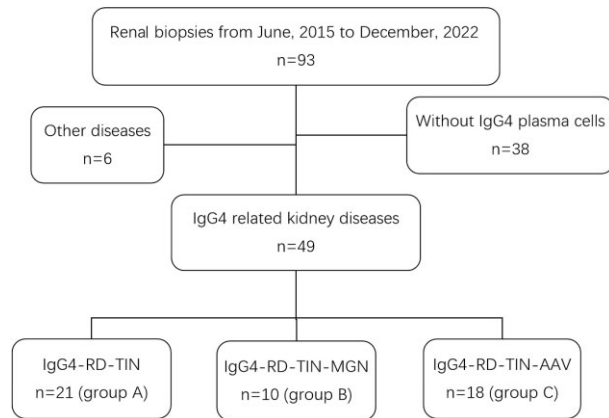 Renal biopsies from June, 2015 to December, 2022
n=93
Other diseases
n=6
Without IgG4 plasma cells
n=38
IgG4 related kidney diseases
n=49
IgG4-RD-TIN
n=21 (group A)
IgG4-RD-TIN-MGN
n=10 (group B)
IgG4-RD-TIN-AAV
n=18 (group C)